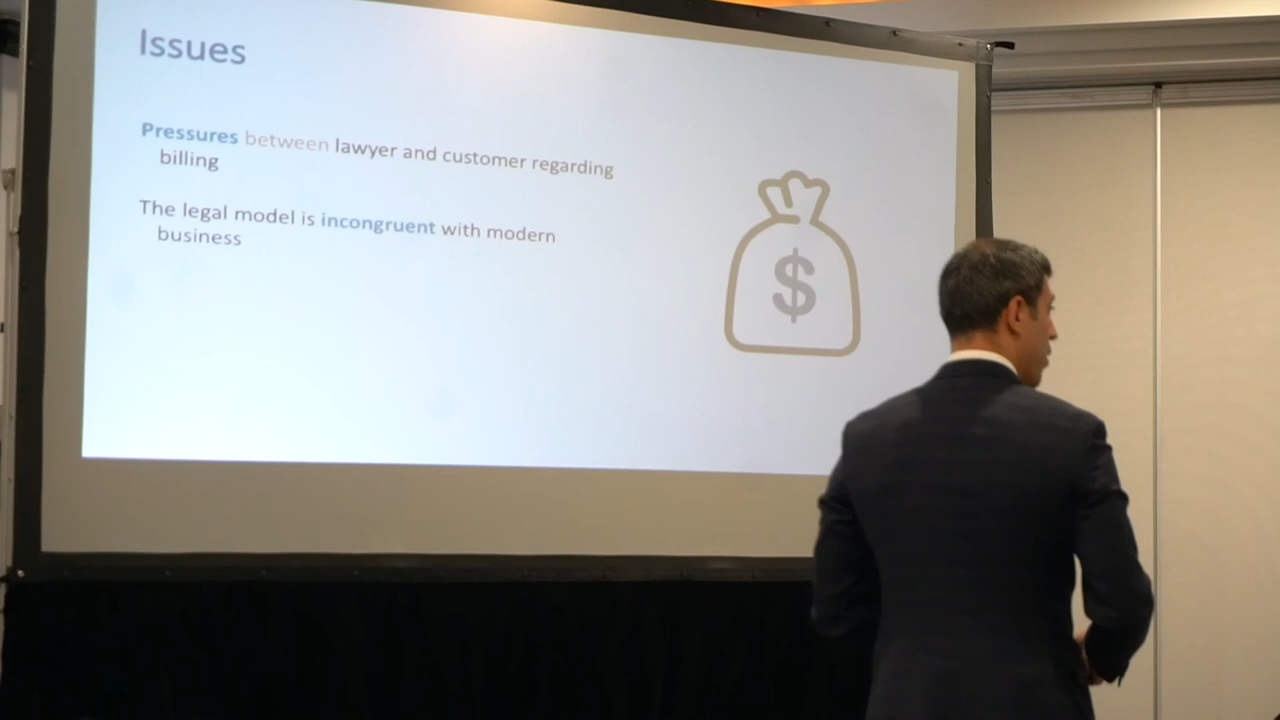 Issues
Pressures between lawyer and customer regarding
billing
The legal model is incongruent with modern
business
$